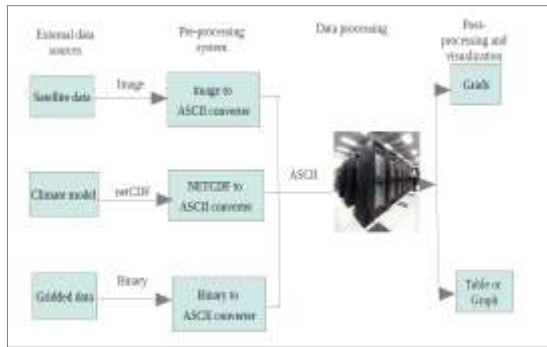 External data
sources
Pre-processing
system
Data processing
Post-
processing and
visualization
Satellite data
Image
Image to
ASCII converter
Grads
Climate model
netCDF
NETCDF to
ASCII converter
ASCII
Gridded data
Binary
Binary to
ASCII converter
Table or
Graph